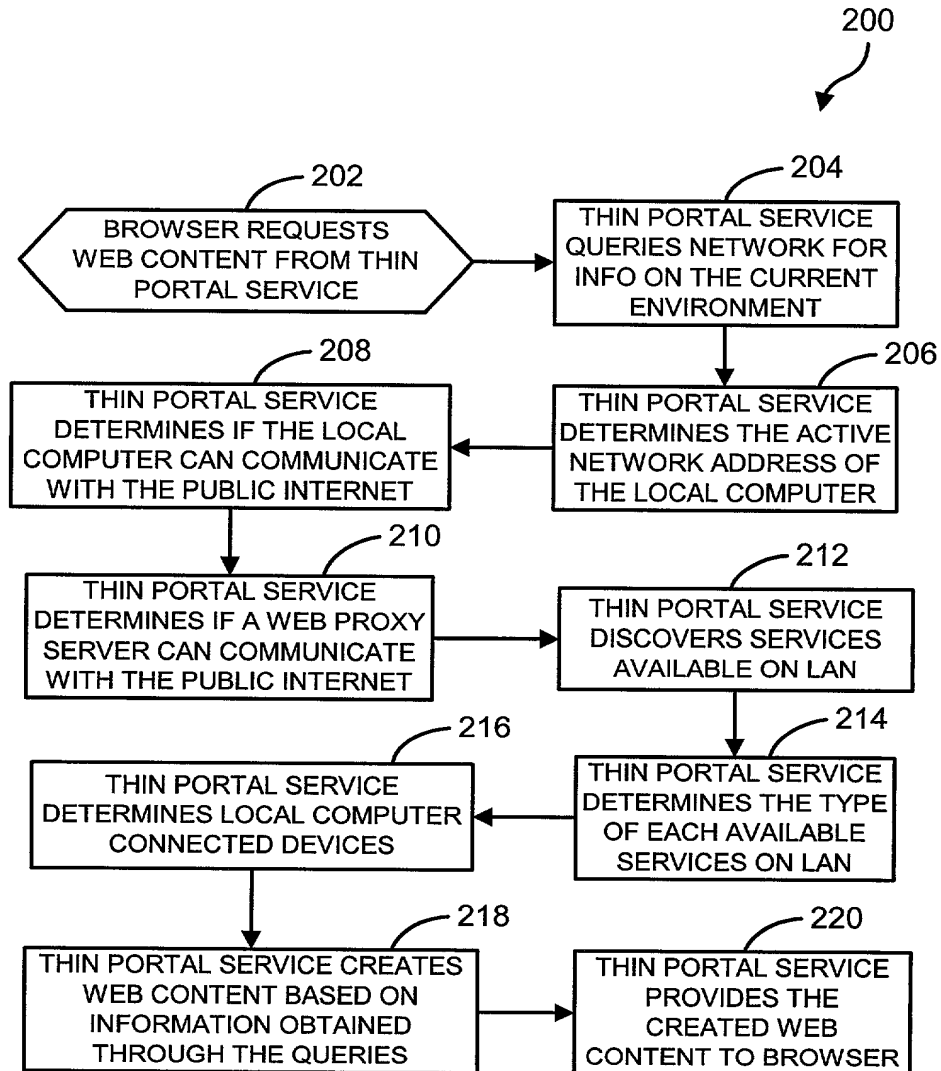 200
202
BROWSER REQUESTS
WEB CONTENT FROM THIN
PORTAL SERVICE
204
THIN PORTAL SERVICE
QUERIES NETWORK FOR
INFO ON THE CURRENT
ENVIRONMENT
206
THIN PORTAL SERVICE
DETERMINES THE ACTIVE
NETWORK ADDRESS OF
THE LOCAL COMPUTER
208
THIN PORTAL SERVICE
DETERMINES IF THE LOCAL
COMPUTER CAN COMMUNICATE
WITH THE PUBLIC INTERNET
210
THIN PORTAL SERVICE
DETERMINES IF A WEB PROXY
SERVER CAN COMMUNICATE
WITH THE PUBLIC INTERNET
212
THIN PORTAL SERVICE
DISCOVERS SERVICES
AVAILABLE ON LAN
214
THIN PORTAL SERVICE
DETERMINES THE TYPE
OF EACH AVAILABLE
SERVICES ON LAN
216
THIN PORTAL SERVICE
DETERMINES LOCAL COMPUTER
CONNECTED DEVICES
218
THIN PORTAL SERVICE CREATES
WEB CONTENT BASED ON
INFORMATION OBTAINED
THROUGH THE QUERIES
220
THIN PORTAL SERVICE
PROVIDES THE
CREATED WEB
CONTENT TO BROWSER